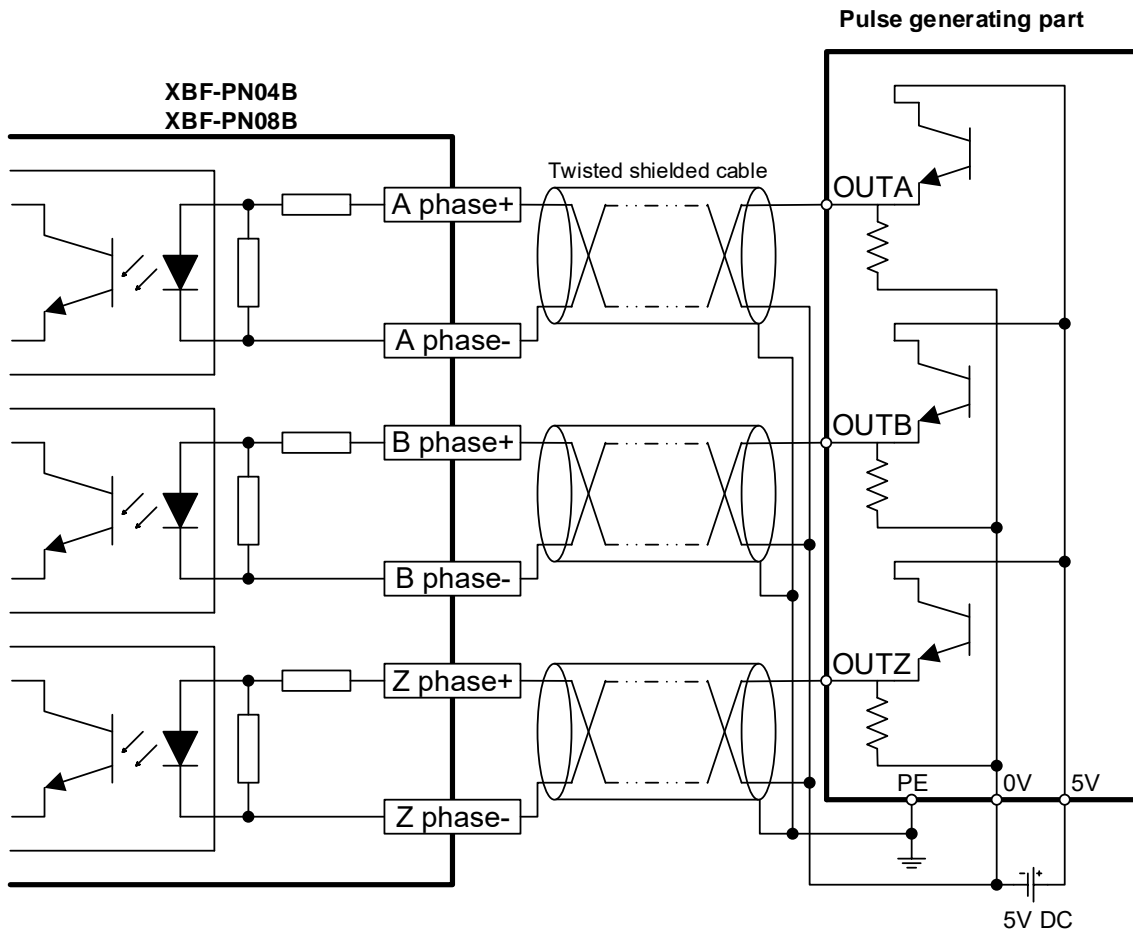 Pulse generating part
XBF-PN04B
XBF-PN08B
Twisted shielded cable
A phase+
OUTA
A phase-
B phase+
OUTB
B phase-
Z phase+
OUTZ
Z phase-
PE
0V
5V
- +
5V DC